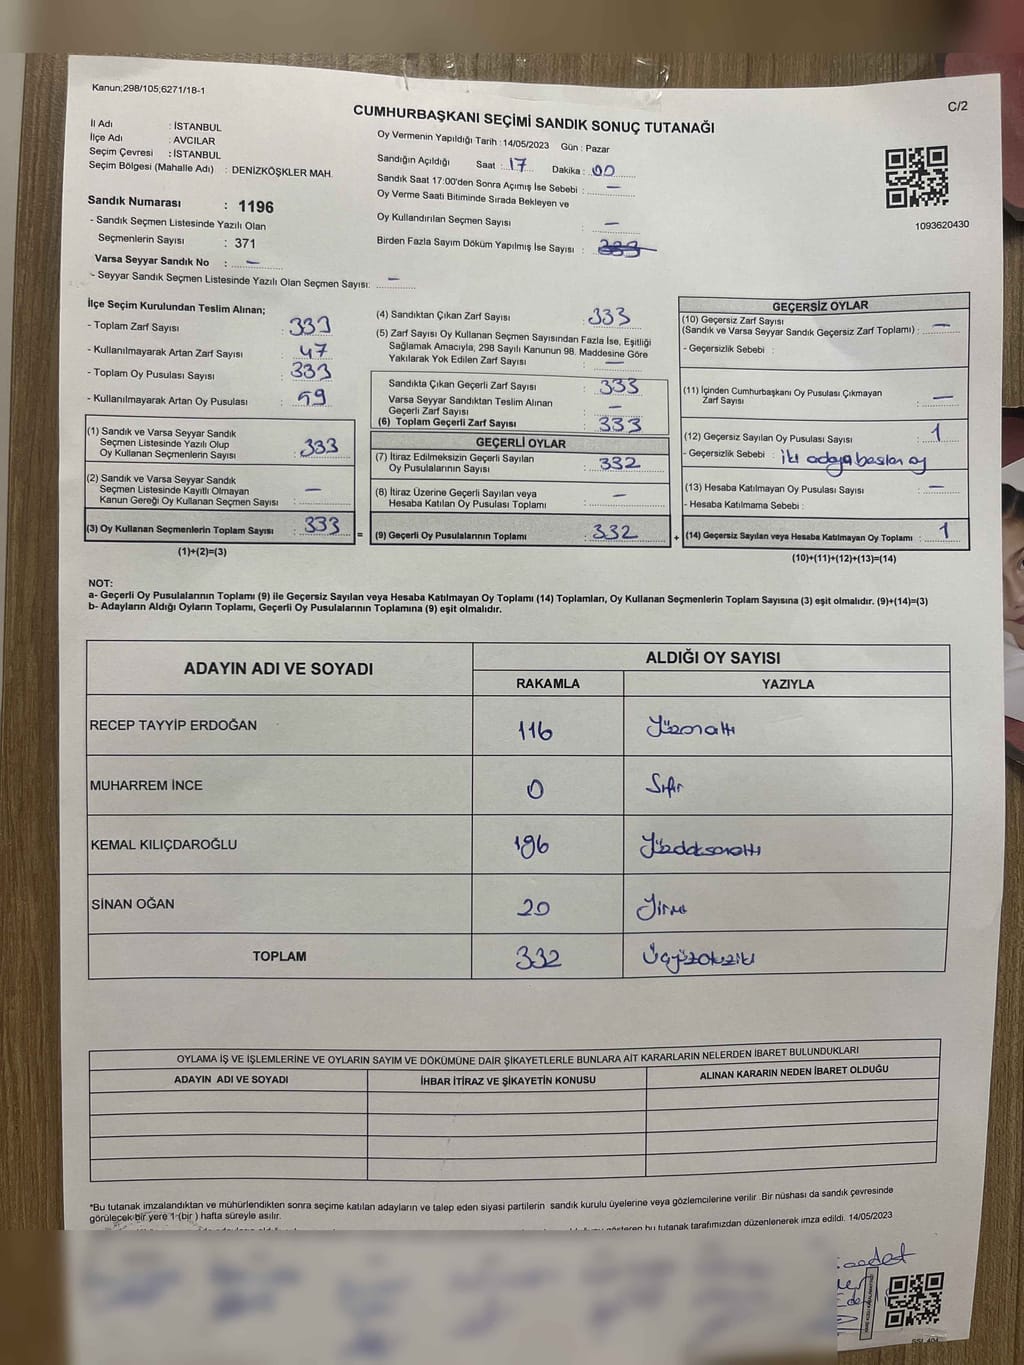 Kanun;298/105;6271/18-1
C/2
CUMHURBAŞKANI SEÇİMİ SANDIK SONUÇ TUTANAĞI
İl Adı : İSTANBUL
İlçe Adı : AVCILAR
Seçim Çevresi : İSTANBUL
Seçim Bölgesi (Mahalle Adı) : DENİZKÖŞKLER MAH.
Oy Vermenin Yapıldığı Tarih : 14/05/2023 Gün : Pazar
Sandığın Açıldığı Saat : 17 Dakika : 00
Sandık Saat 17:00'den Sonra Açımış İse Sebebi : —
Oy Verme Saati Bitiminde Sırada Bekleyen ve
Oy Kullandırılan Seçmen Sayısı : —
Birden Fazla Sayım Döküm Yapılmış İse Sayısı :
1093620430
Sandık Numarası : 1196
- Sandık Seçmen Listesinde Yazılı Olan
Seçmenlerin Sayısı : 371
Varsa Seyyar Sandık No : —
- Seyyar Sandık Seçmen Listesinde Yazılı Olan Seçmen Sayısı: —
İlçe Seçim Kurulundan Teslim Alınan;
- Toplam Zarf Sayısı :
- Kullanılmayarak Artan Zarf Sayısı : 47
- Toplam Oy Pusulası Sayısı : 333
- Kullanılmayarak Artan Oy Pusulası : 59
(1) Sandık ve Varsa Seyyar Sandık
Seçmen Listesinde Yazılı Olup
Oy Kullanan Seçmenlerin Sayısı : 333
(2) Sandık ve Varsa Seyyar Sandık
Seçmen Listesinde Kayıtlı Olmayan
Kanun Gereği Oy Kullanan Seçmen Sayısı : —
(3) Oy Kullanan Seçmenlerin Toplam Sayısı : 333
(1)+(2)=(3)
(4) Sandıktan Çıkan Zarf Sayısı : 333
(5) Zarf Sayısı Oy Kullanan Seçmen Sayısından Fazla İse, Eşitliği
Sağlamak Amacıyla, 298 Sayılı Kanunun 98. Maddesine Göre
Yakılarak Yok Edilen Zarf Sayısı : —
Sandıkta Çıkan Geçerli Zarf Sayısı : 333
Varsa Seyyar Sandıktan Teslim Alınan
Geçerli Zarf Sayısı : —
(6) Toplam Geçerli Zarf Sayısı : 333
GEÇERLİ OYLAR
(7) İtiraz Edilmeksizin Geçerli Sayılan
Oy Pusulalarının Sayısı : 332
(8) İtiraz Üzerine Geçerli Sayılan veya
Hesaba Katılan Oy Pusulası Toplamı : —
= (9) Geçerli Oy Pusulalarının Toplamı : 332
GEÇERSİZ OYLAR
(10) Geçersiz Zarf Sayısı
(Sandık ve Varsa Seyyar Sandık Geçersiz Zarf Toplamı) : —
- Geçersizlik Sebebi :
(11) İçinden Cumhurbaşkanı Oy Pusulası Çıkmayan
Zarf Sayısı : —
(12) Geçersiz Sayılan Oy Pusulası Sayısı : 1
- Geçersizlik Sebebi : iki adaya basılan oy
(13) Hesaba Katılmayan Oy Pusulası Sayısı : —
- Hesaba Katılmama Sebebi :
+ (14) Geçersiz Sayılan veya Hesaba Katılmayan Oy Toplamı : 1
(10)+(11)+(12)+(13)=(14)
NOT:
a- Geçerli Oy Pusulalarının Toplamı (9) ile Geçersiz Sayılan veya Hesaba Katılmayan Oy Toplamı (14) Toplamları, Oy Kullanan Seçmenlerin Toplam Sayısına (3) eşit olmalıdır. (9)+(14)=(3)
b- Adayların Aldığı Oyların Toplamı, Geçerli Oy Pusulalarının Toplamına (9) eşit olmalıdır.
ADAYIN ADI VE SOYADI ALDIĞI OY SAYISI
RAKAMLA YAZIYLA
RECEP TAYYİP ERDOĞAN 116 Yüzonaltı
MUHARREM İNCE 0 Sıfır
KEMAL KILIÇDAROĞLU 196 Yüzdoksanaltı
SİNAN OĞAN 20 Yirmi
TOPLAM 332 Üçyüzotuziki
OYLAMA İŞ VE İŞLEMLERİNE VE OYLARIN SAYIM VE DÖKÜMÜNE DAİR ŞİKAYETLERLE BUNLARA AİT KARARLARIN NELERDEN İBARET BULUNDUKLARI
ADAYIN ADI VE SOYADI İHBAR İTİRAZ VE ŞİKAYETİN KONUSU ALINAN KARARIN NEDEN İBARET OLDUĞU
*Bu tutanak imzalandıktan ve mühürlendikten sonra seçime katılan adayların ve talep eden siyasi partilerin sandık kurulu üyelerine veya gözlemcilerine verilir. Bir nüshası da sandık çevresinde
görülecek bir yere 1 (bir ) hafta süreyle asılır.
gösteren bu tutanak tarafımızdan düzenlenerek imza edildi. 14/05/2023